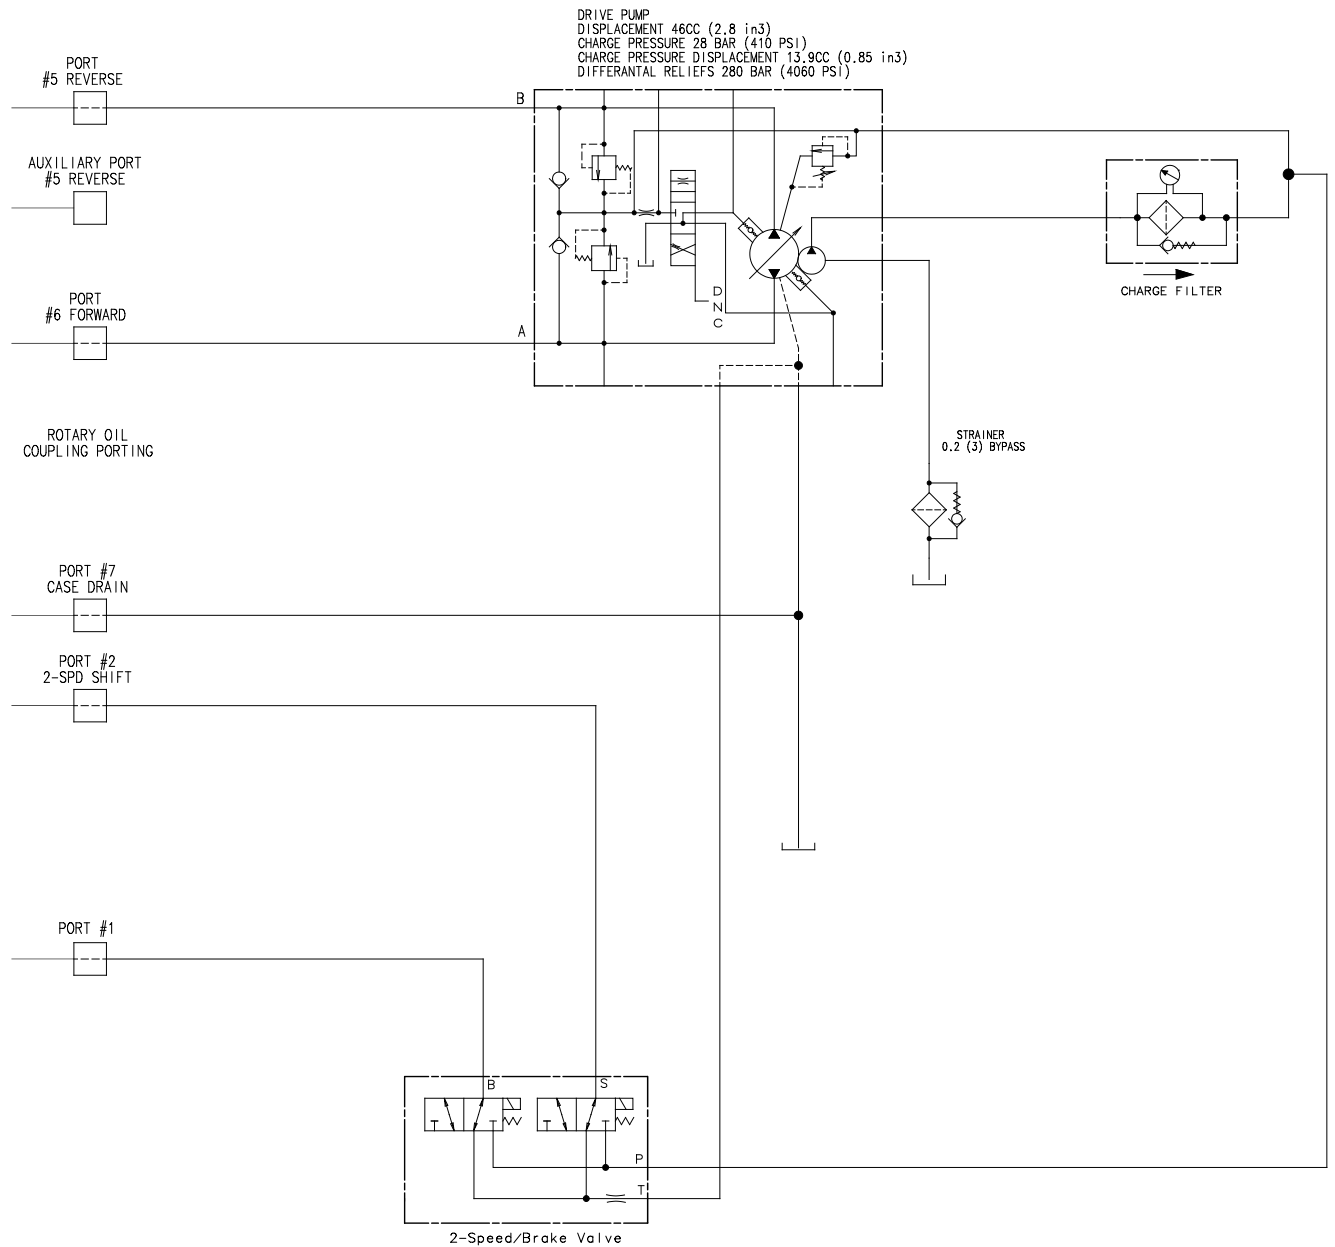 DRIVE PUMP
DISPLACEMENT 46CC (2.8 in3)
CHARGE PRESSURE 28 BAR (410 PSI)
CHARGE PRESSURE DISPLACEMENT 13.9CC (0.85 in3)
DIFFERANTAL RELIEFS 280 BAR (4060 PSI)
PORT
#5 REVERSE
B
AUXILIARY PORT
#5 REVERSE
D
N
C
CHARGE FILTER
PORT
#6 FORWARD
A
ROTARY OIL
COUPLING PORTING
STRAINER
0.2 (3) BYPASS
PORT #7
CASE DRAIN
PORT #2
2-SPD SHIFT
PORT #1
B
S
P
T
2-Speed/Brake Valve